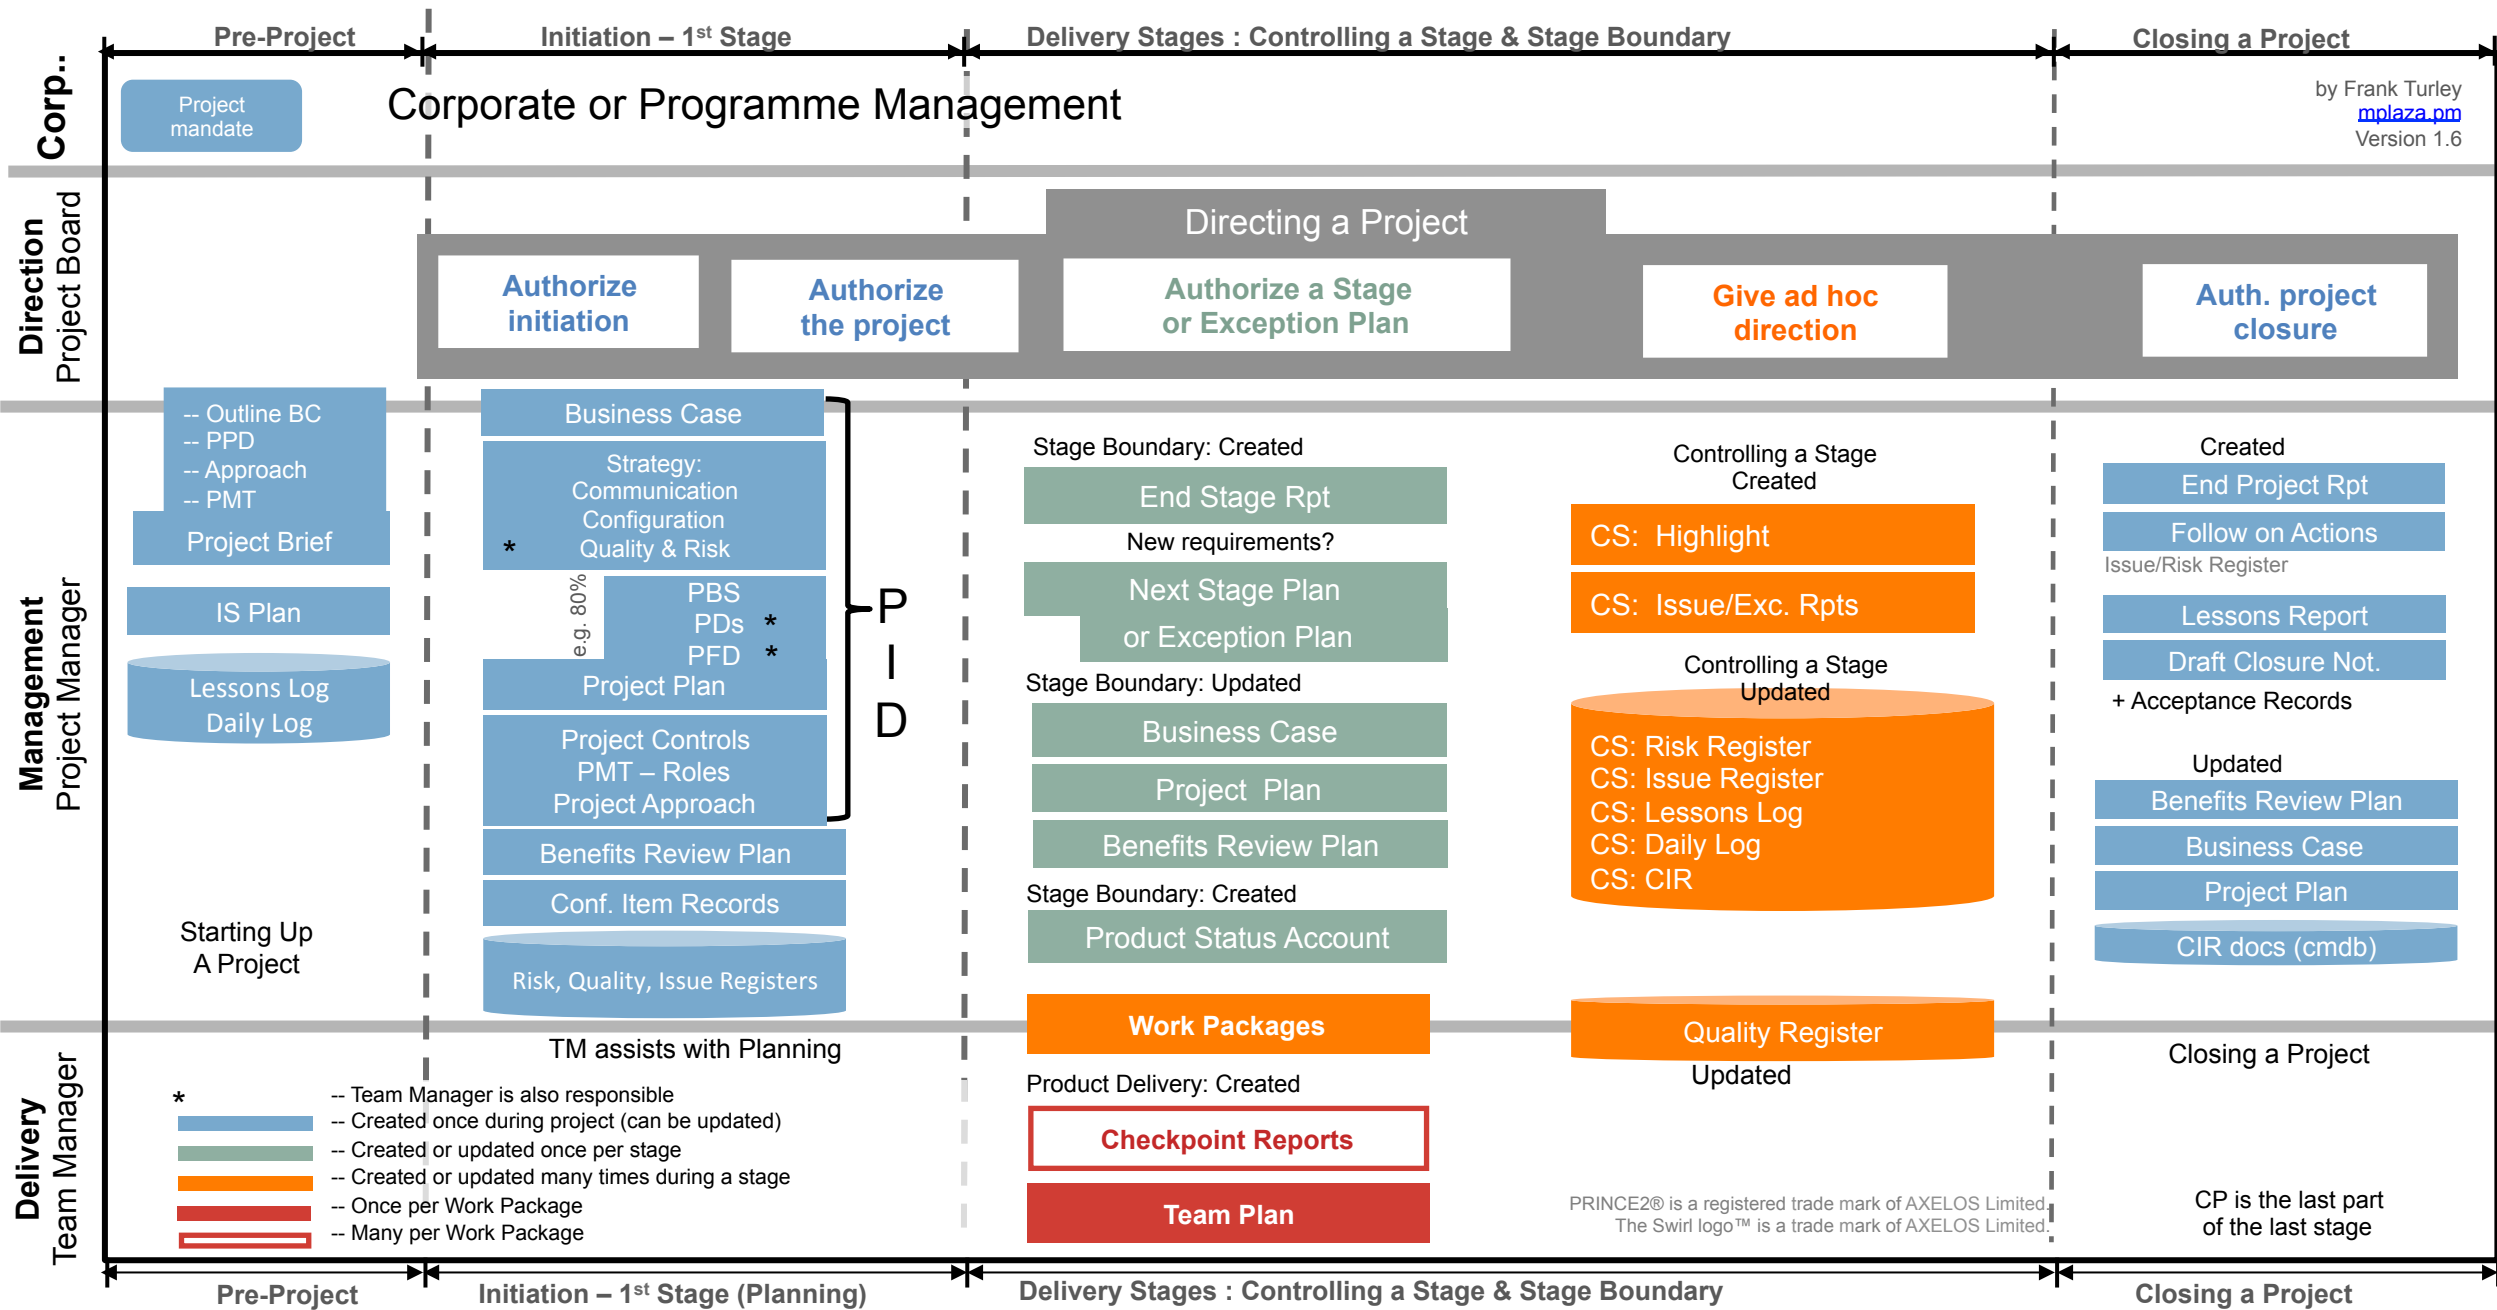 Pre-Project
Initiation – 1st Stage
Delivery Stages : Controlling a Stage & Stage Boundary
Closing a Project
Corp..
Project
mandate
Corporate or Programme Management
by Frank Turley
mplaza.pm
Version 1.6
Direction
Project Board
Directing a Project
Authorize
initiation
Authorize
the project
Authorize a Stage
or Exception Plan
Give ad hoc
direction
Auth. project
closure
Management
Project Manager
-- Outline BC
-- PPD
-- Approach
-- PMT
Project Brief
IS Plan
Lessons Log
Daily Log
Starting Up
A Project
Business Case
Strategy:
Communication
Configuration
* Quality & Risk
e.g. 80%
PBS
PDs *
PFD *
Project Plan
Project Controls
PMT – Roles
Project Approach
P
I
D
Benefits Review Plan
Conf. Item Records
Risk, Quality, Issue Registers
Stage Boundary: Created
End Stage Rpt
New requirements?
Next Stage Plan
or Exception Plan
Stage Boundary: Updated
Business Case
Project Plan
Benefits Review Plan
Stage Boundary: Created
Product Status Account
Controlling a Stage
Created
CS: Highlight
CS: Issue/Exc. Rpts
Controlling a Stage
Updated
CS: Risk Register
CS: Issue Register
CS: Lessons Log
CS: Daily Log
CS: CIR
Created
End Project Rpt
Follow on Actions
Issue/Risk Register
Lessons Report
Draft Closure Not.
+ Acceptance Records
Updated
Benefits Review Plan
Business Case
Project Plan
CIR docs (cmdb)
Work Packages
Quality Register
Updated
Delivery
Team Manager
TM assists with Planning
* -- Team Manager is also responsible
-- Created once during project (can be updated)
-- Created or updated once per stage
-- Created or updated many times during a stage
-- Once per Work Package
-- Many per Work Package
Product Delivery: Created
Checkpoint Reports
Team Plan
PRINCE2® is a registered trade mark of AXELOS Limited.
The Swirl logo™ is a trade mark of AXELOS Limited.
Closing a Project
CP is the last part
of the last stage
Pre-Project
Initiation – 1st Stage (Planning)
Delivery Stages : Controlling a Stage & Stage Boundary
Closing a Project